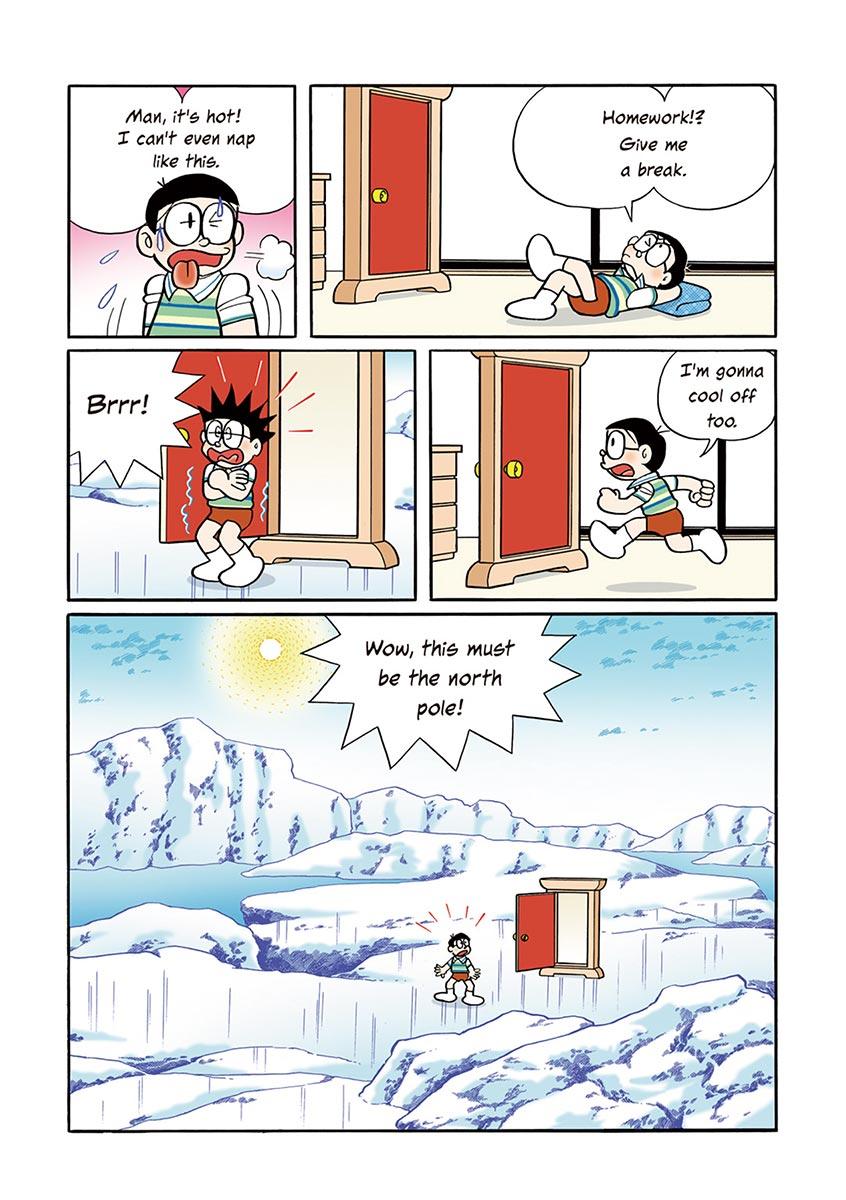 Homework!?
Give me
a break.
Man, it's hot!
I can't even nap
like this.
I'm gonna
cool off
too.
Brrr!
Wow, this must
be the north
pole!